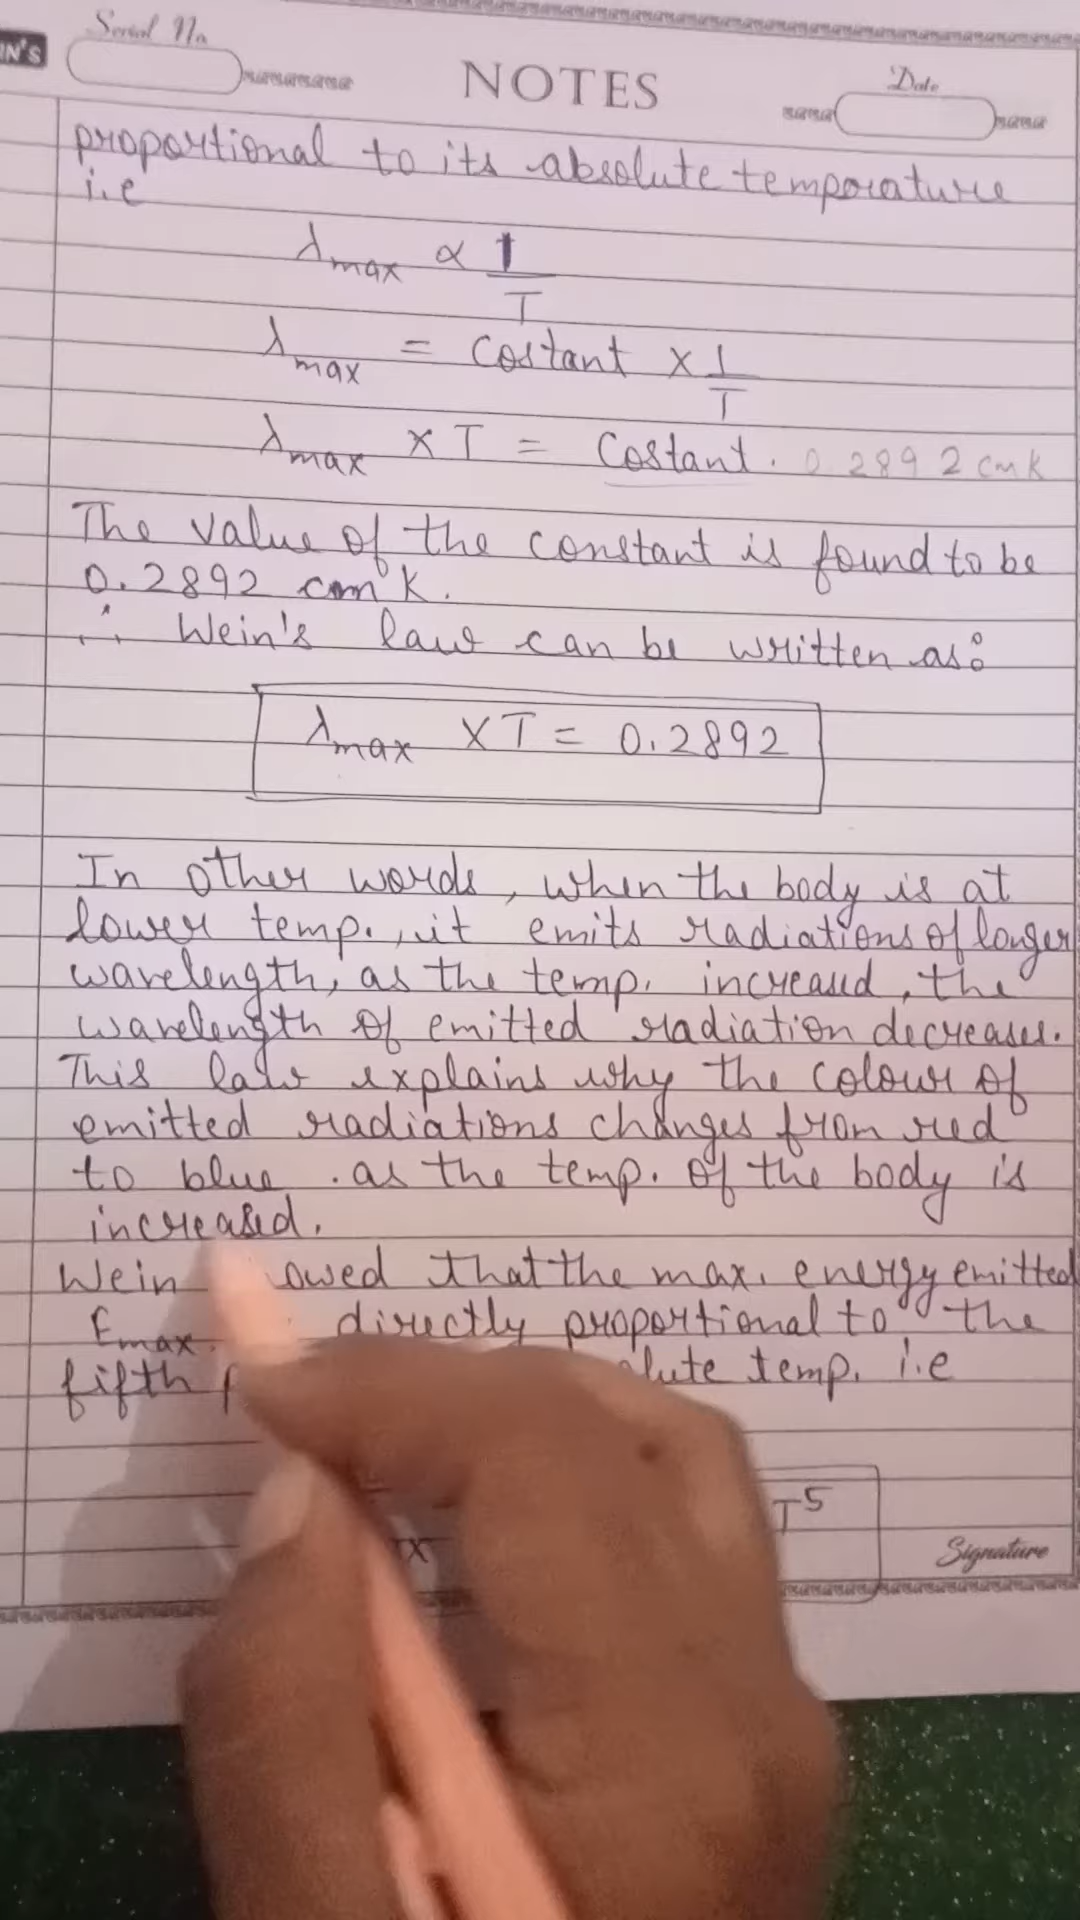 IN'S
Serial No
NOTES
Date
proportional to its absolute temperature
i.e
λmax ∝ 1/T
λmax = Costant × 1/T
λmax × T = Costant. 0.2892 cmK
The value of the constant is found to be
0.2892 cm°K.
∴ Wein's law can be written as:
λmax × T = 0.2892
In other words, when the body is at
lower temp., it emits radiations of longer
wavelength, as the temp. increased, the
wavelength of emitted radiation decreases.
This law explains why the colour of
emitted radiations changes from red
to blue . as the temp. of the body is
increased.
Wein that the max. energy emitted
Emax. directly proportional to the
fifth temp. i.e
T⁵
Signature